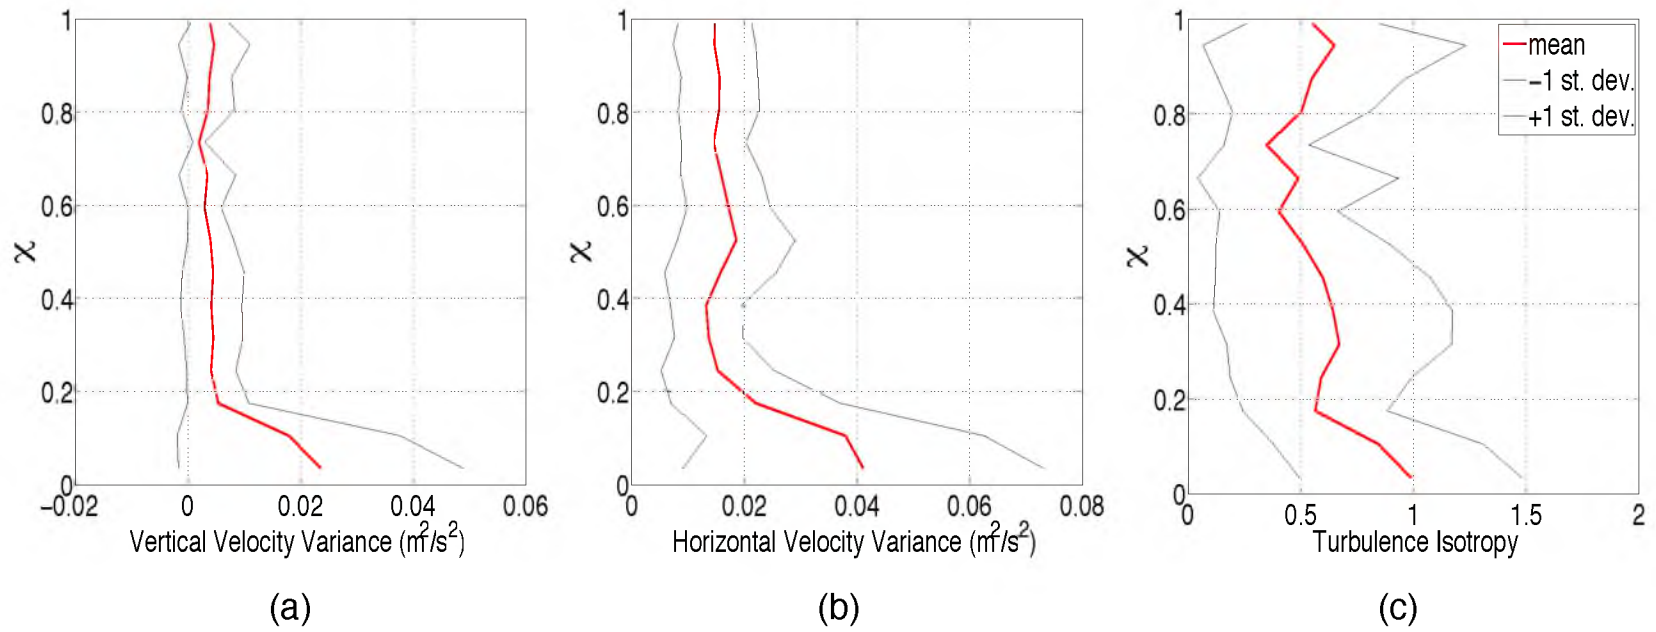 1
0.8
0.6
0.4
0.2
0
χ
−0.02 0 0.02 0.04 0.06
Vertical Velocity Variance (m²/s²)
(a)
1
0.8
0.6
0.4
0.2
0
χ
0 0.02 0.04 0.06 0.08
Horizontal Velocity Variance (m²/s²)
(b)
1
0.8
0.6
0.4
0.2
0
χ
0 0.5 1 1.5 2
Turbulence Isotropy
mean
−1 st. dev.
+1 st. dev.
(c)